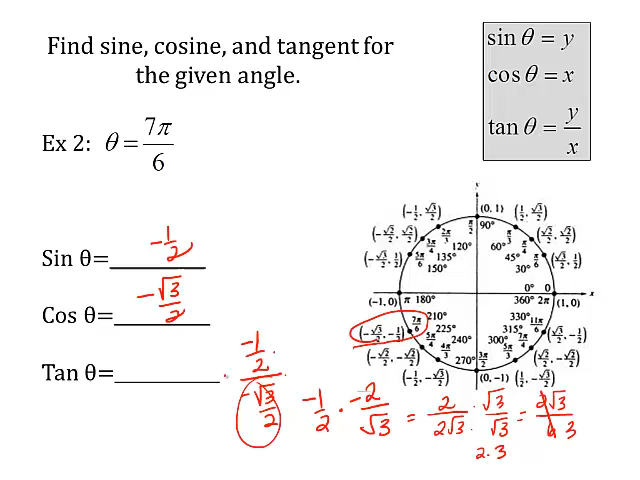 Find sine, cosine, and tangent for
the given angle.
sin θ = y
cos θ = x
tan θ = y/x
Ex 2: θ = 7π/6
Sin θ= -1/2
Cos θ= -√3/2
Tan θ=
y
(0, 1)
(-1/2, √3/2) π/2 90° (1/2, √3/2)
(-√2/2, √2/2) 2π/3 120° 60° π/3 (√2/2, √2/2)
3π/4 135° 45° π/4
(-√3/2, 1/2) 5π/6 150° 30° π/6 (√3/2, 1/2)
0° 0
(-1, 0) π 180° 360° 2π (1, 0) x
(-√3/2, -1/2) 7π/6 210° 330° 11π/6 (√3/2, -1/2)
5π/4 225° 315° 7π/4
(-√2/2, -√2/2) 4π/3 240° 300° 5π/3 (√2/2, -√2/2)
270° 3π/2
(-1/2, -√3/2) (0, -1) (1/2, -√3/2)
-1/2
-√3/2
-1/2 · -2/√3 = 2/2√3 · √3/√3 = 2√3/6 3
2·3